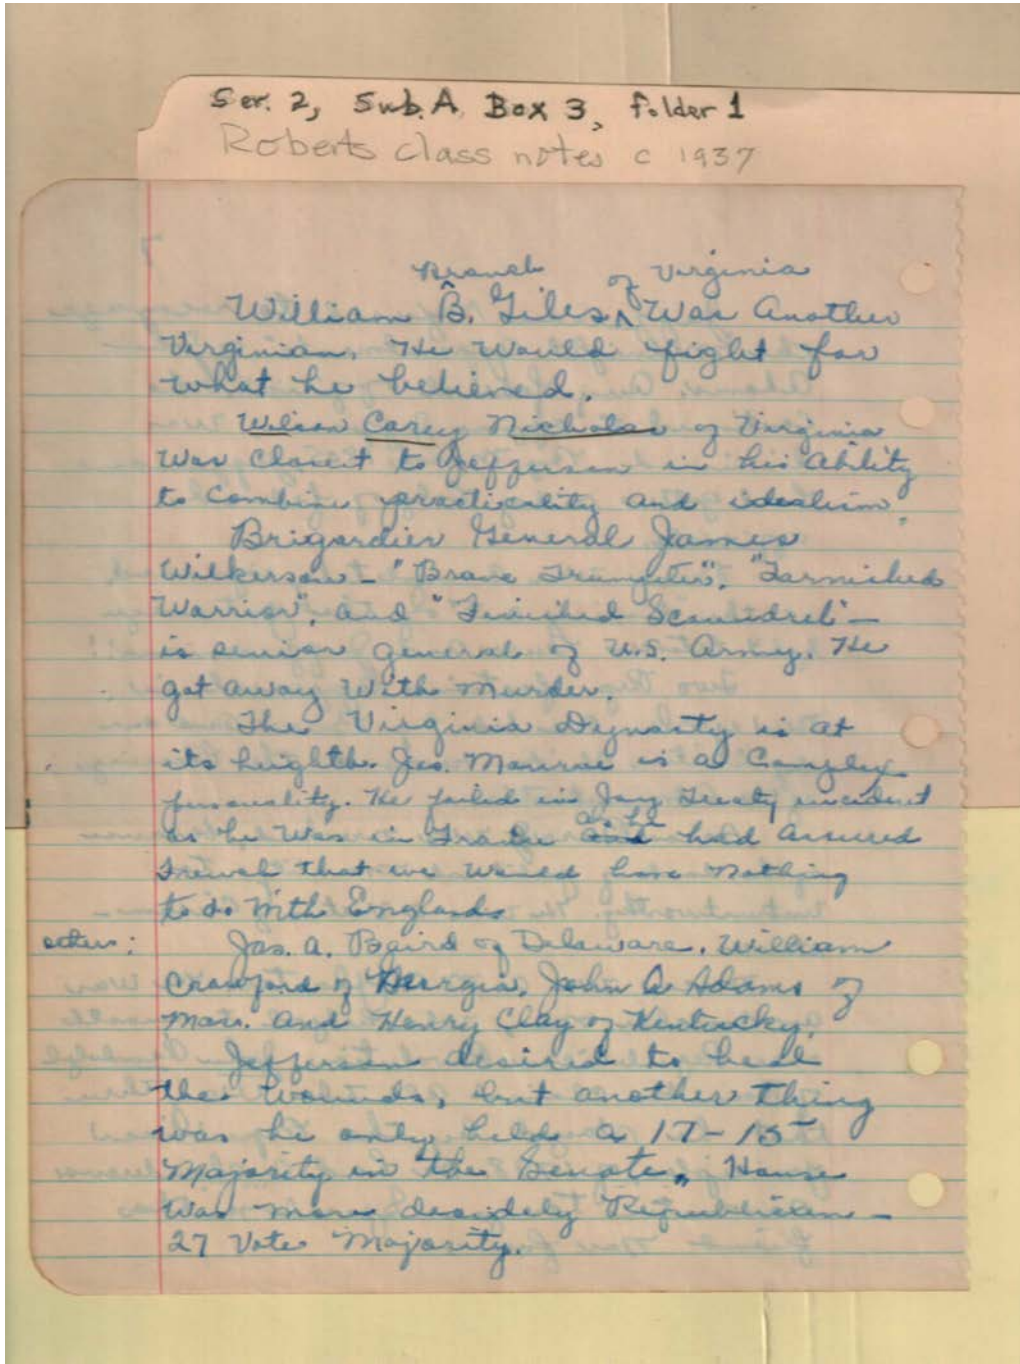 Ser. 2, Sub. A. Box 3, folder 1
Roberts class notes c 1937
7
Branch of Virginia
William B. Giles, Was Another
Virginian. He Would fight for
what he believed.
Wilson Carey Nicholas of Virginia
Was Closest to Jefferson in his Ability
to Combine practicality and idealism.
Brigardier General James
Wilkerson - "Brave Trumpter", "Tarnished
Warrior", and "Finished Scoundrel" -
is senior general of U.S. Army. He
got away With Murder.
The Virginia Dynasty is at
its heighth. Jas. Monroe is a Complex
personality. He failed in Jay Treaty incident
as he Was in France as he had assured
French that we would have nothing
to do With England.
Jas. A. Baird of Delaware. William
Crawford of Georgia, John Q Adams of
Mass. and Henry Clay of Kentucky.
Jefferson desired to heal
the Wounds, but another thing
was he only held a 17-15
Majority in the Senate, House
Was more decidely Republican -
27 Vote Majority.